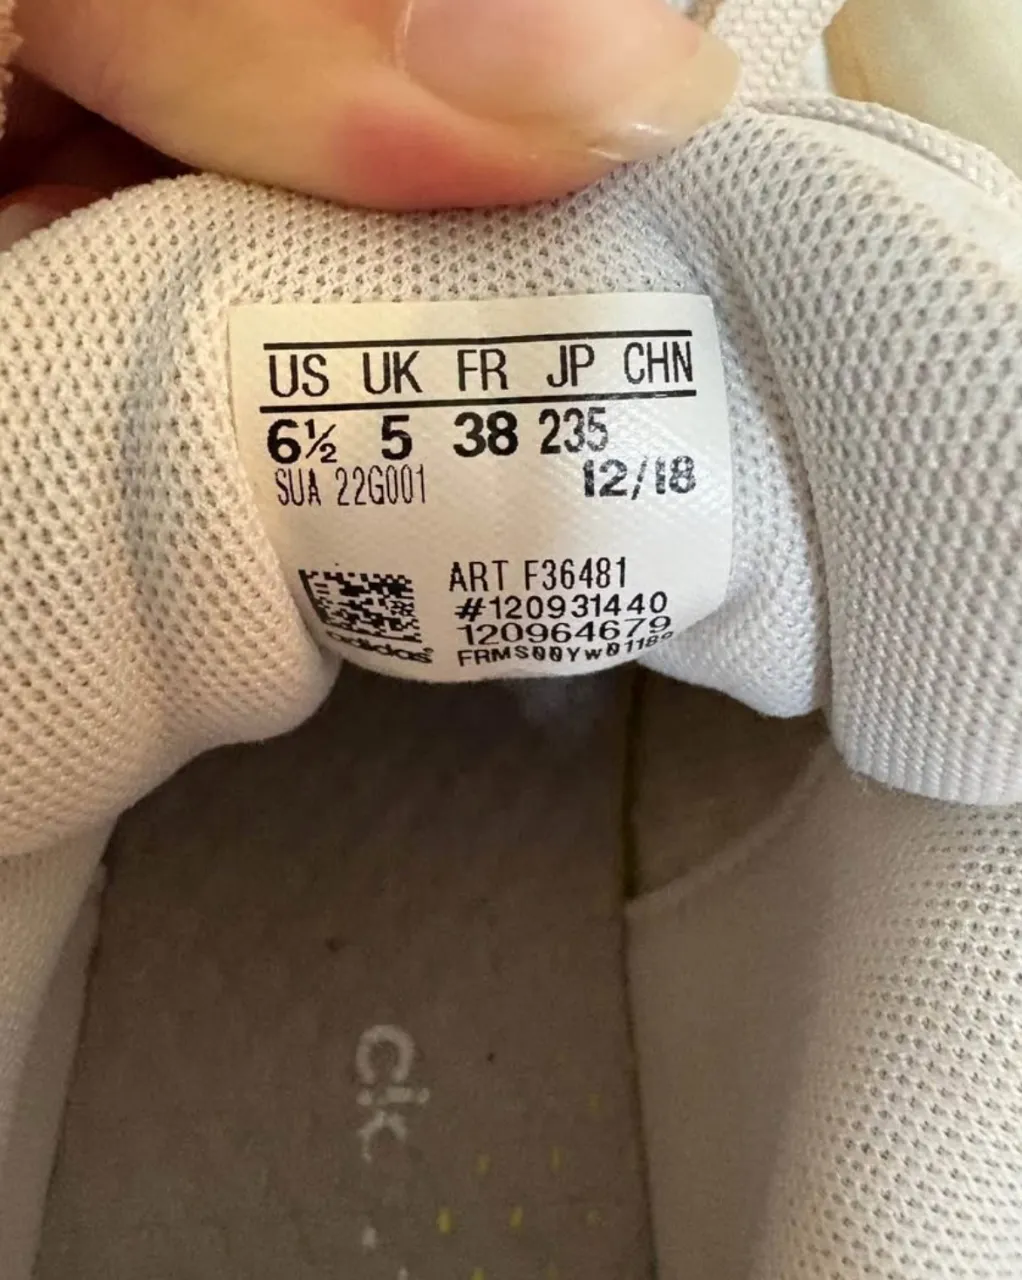 US UK FR JP CHN
6½ 5 38 235
SUA 22G001 12/18
ART F36481
#120931440
120964679
adidas